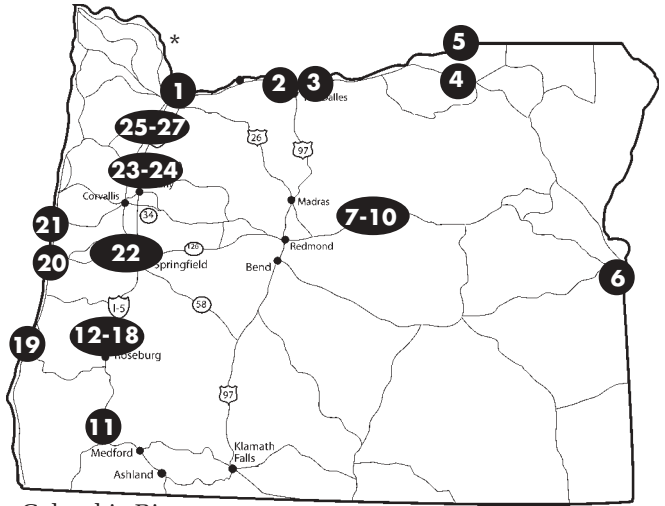 *
5
1
2
3
4
Dalles
25-27
26
97
23-24
Corvallis
Madras
34
7-10
21
126
Redmond
22
20
Springfield
Bend
6
I-5
58
12-18
19
Roseburg
97
11
Medford
Klamath
Falls
Ashland